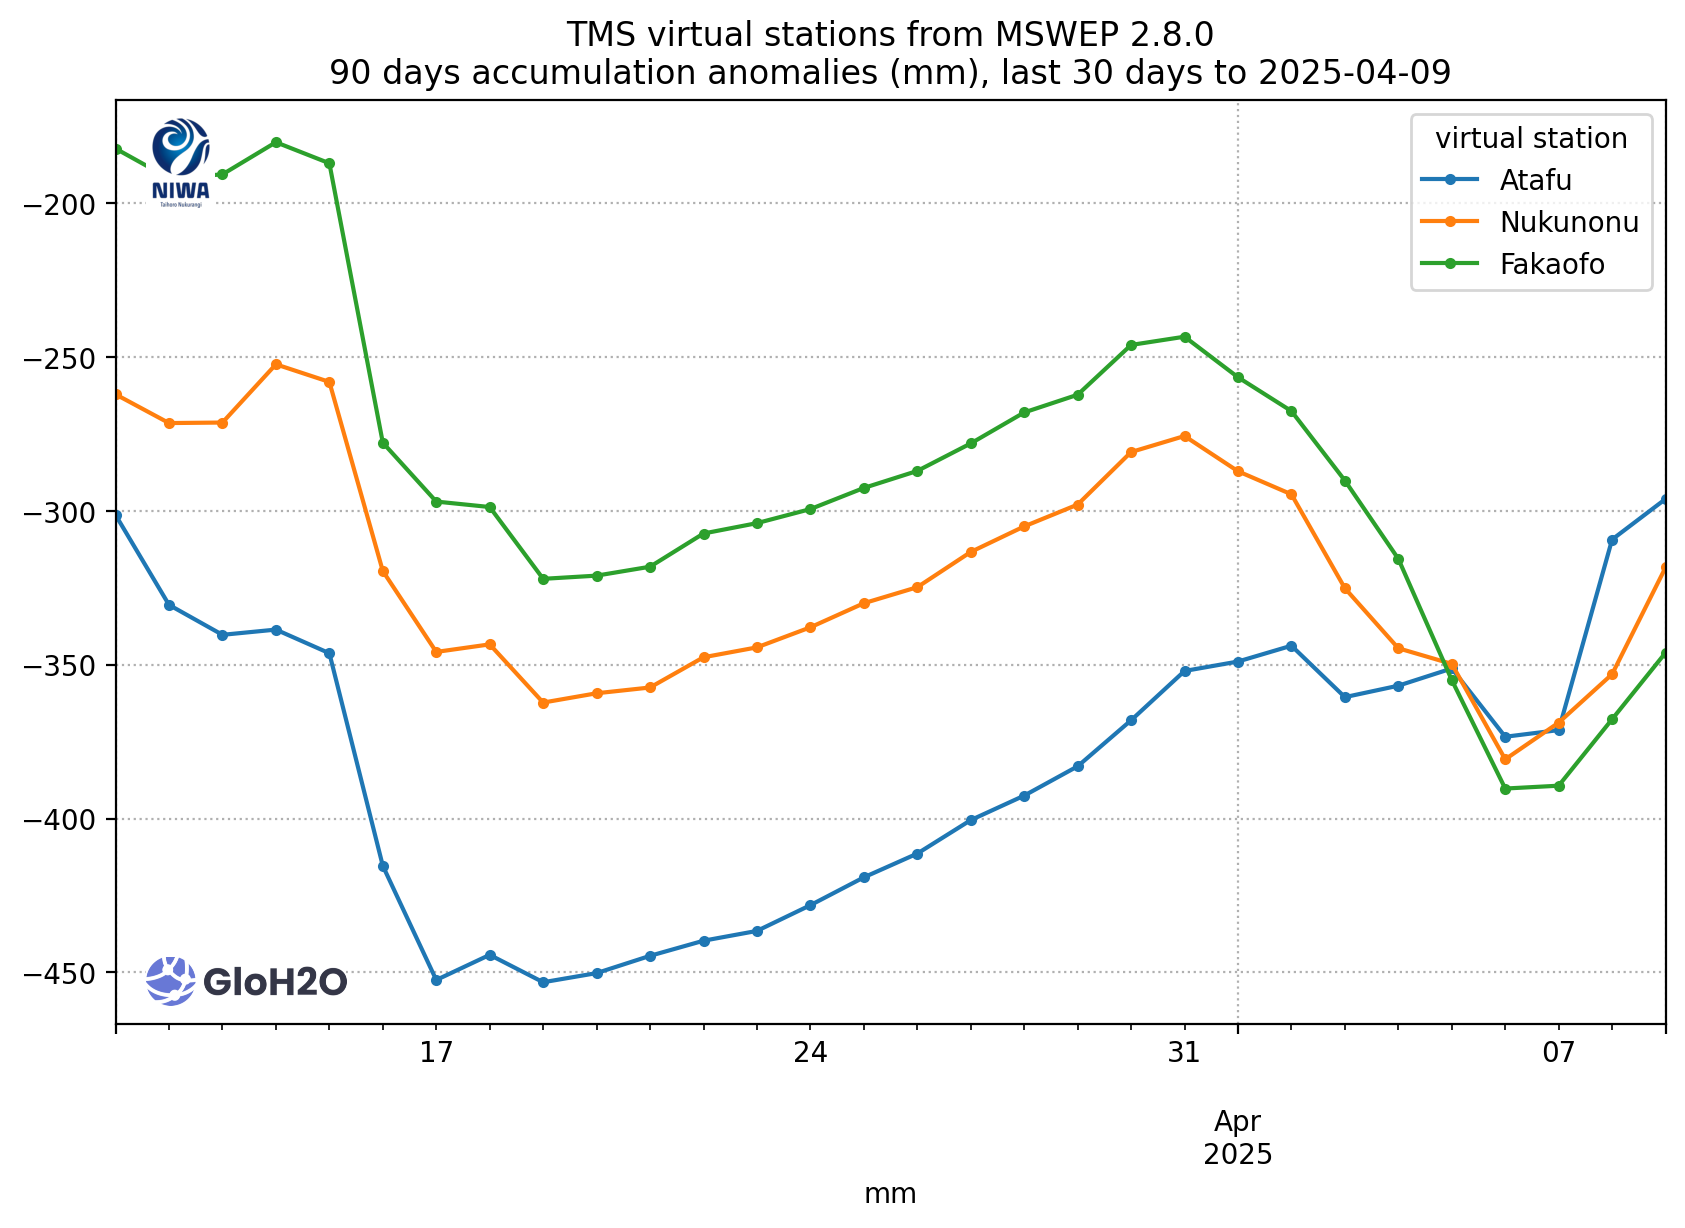 TMS virtual stations from MSWEP 2.8.0
90 days accumulation anomalies (mm), last 30 days to 2025-04-09
NIWA
Taihoro Nukurangi
virtual station
Atafu
Nukunonu
Fakaofo
−200
−250
−300
−350
−400
−450
GloH2O
17
24
31
07
Apr
2025
mm